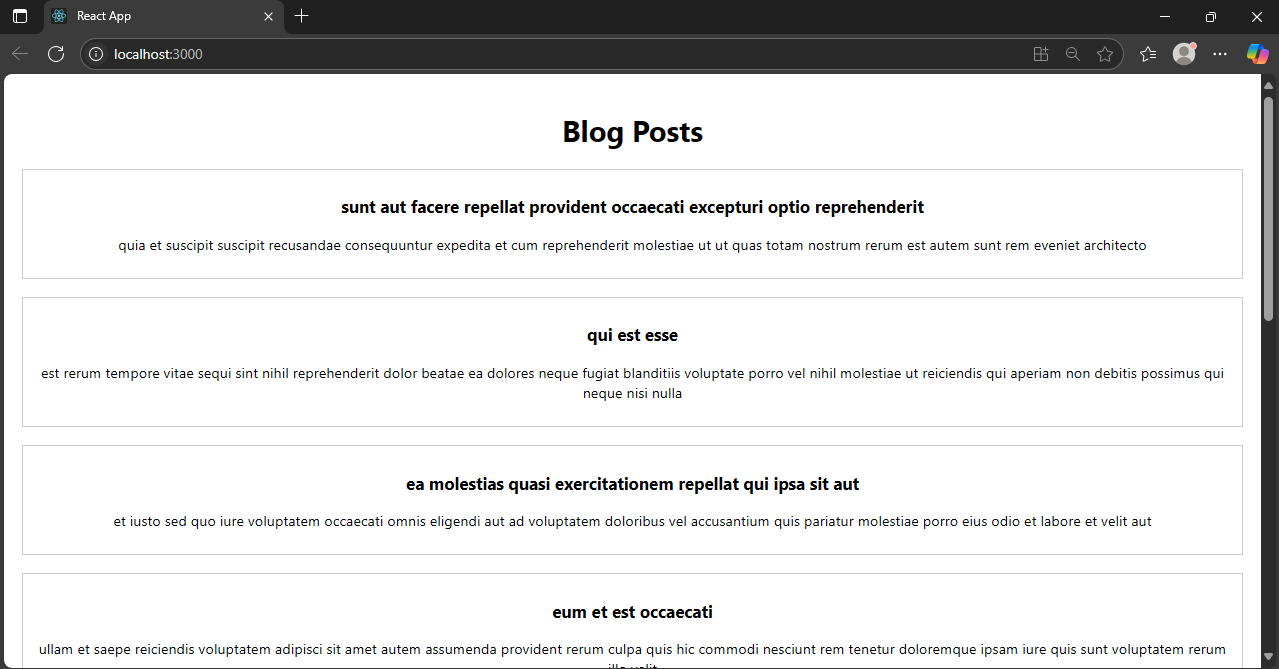 React App
localhost:3000
Blog Posts
sunt aut facere repellat provident occaecati excepturi optio reprehenderit
quia et suscipit suscipit recusandae consequuntur expedita et cum reprehenderit molestiae ut ut quas totam nostrum rerum est autem sunt rem eveniet architecto
qui est esse
est rerum tempore vitae sequi sint nihil reprehenderit dolor beatae ea dolores neque fugiat blanditiis voluptate porro vel nihil molestiae ut reiciendis qui aperiam non debitis possimus qui
neque nisi nulla
ea molestias quasi exercitationem repellat qui ipsa sit aut
et iusto sed quo iure voluptatem occaecati omnis eligendi aut ad voluptatem doloribus vel accusantium quis pariatur molestiae porro eius odio et labore et velit aut
eum et est occaecati
ullam et saepe reiciendis voluptatem adipisci sit amet autem assumenda provident rerum culpa quis hic commodi nesciunt rem tenetur doloremque ipsam iure quis sunt voluptatem rerum